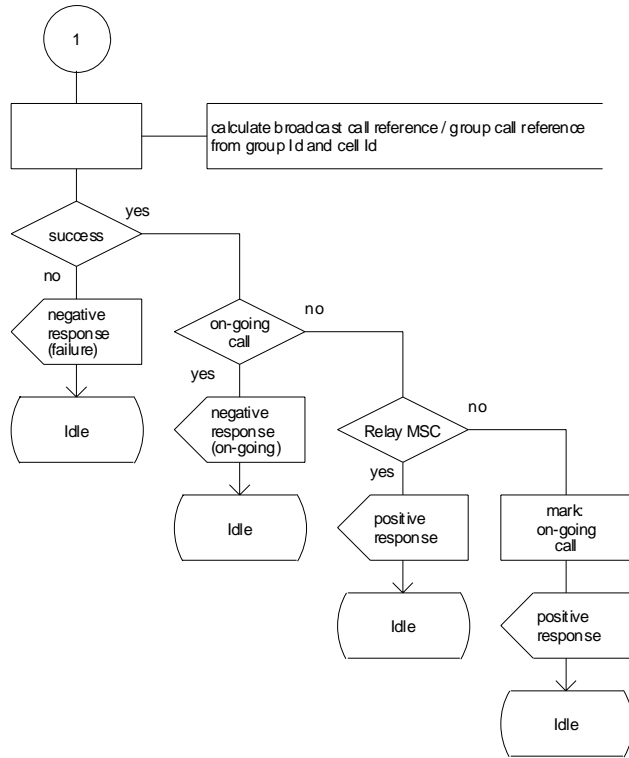 1
calculate broadcast call reference / group call reference
from group Id and cell Id
yes
success
no
negative
response
(failure)
on-going
call
no
yes
Idle
negative
response
(on-going)
Relay MSC
no
yes
Idle
positive
response
mark:
on-going
call
Idle
positive
response
Idle